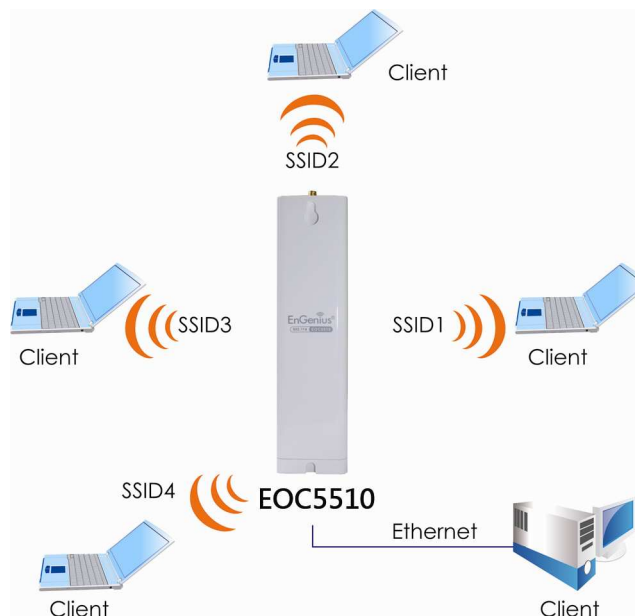 Client
SSID2
EnGenius®
SSID3
SSID1
Client
Client
SSID4
EOC5510
Ethernet
Client
Client